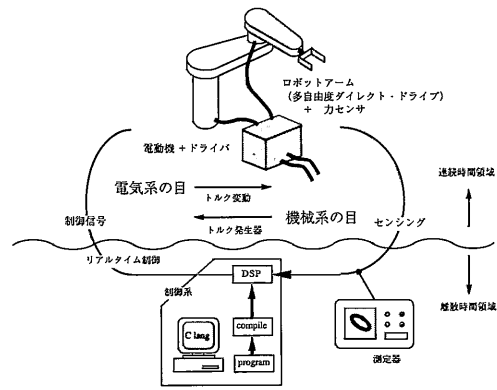 ロボットアーム
(多自由度ダイレクト・ドライブ)
+ 力センサ
電動機+ドライバ
連続時間領域
電気系の目
トルク変動
機械系の目
トルク発生器
制御信号
センシング
リアルタイム制御
DSP
制御系
離散時間領域
C lang
compile
program
測定器